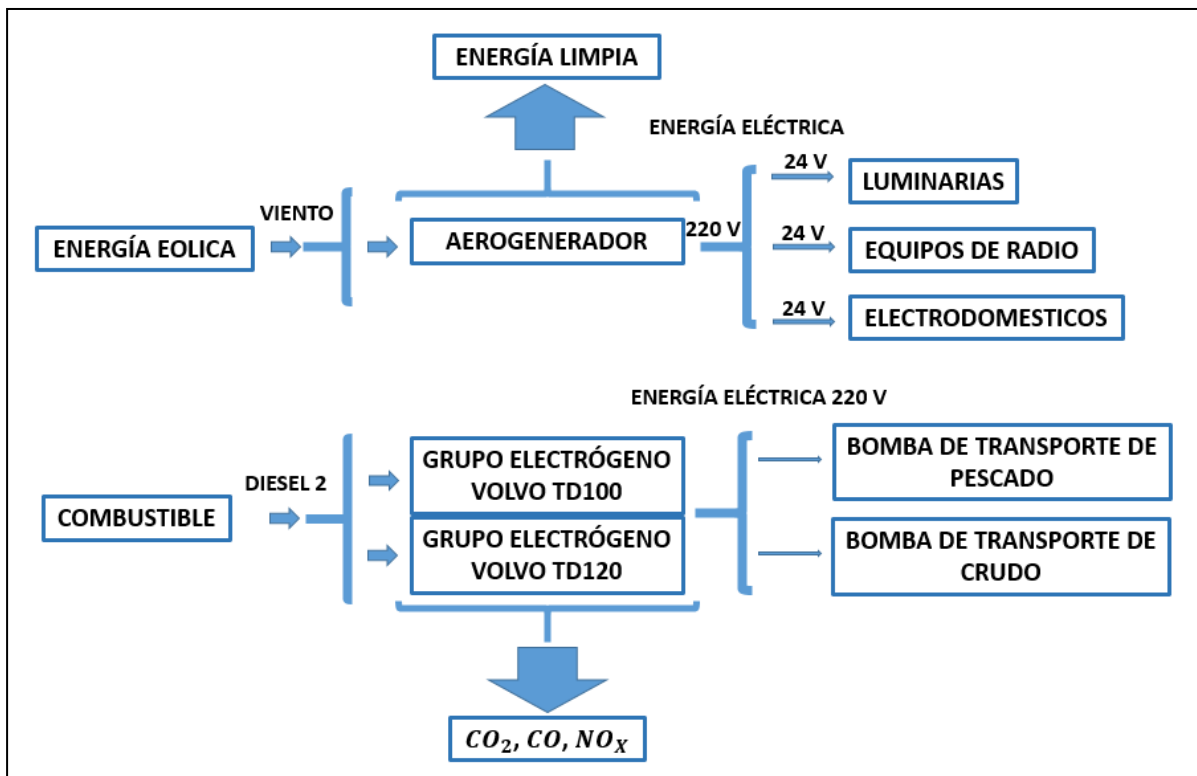 ENERGÍA LIMPIA
ENERGÍA ELÉCTRICA
24 V
LUMINARIAS
VIENTO
ENERGÍA EOLICA
AEROGENERADOR
220 V
24 V
EQUIPOS DE RADIO
24 V
ELECTRODOMESTICOS
ENERGÍA ELÉCTRICA 220 V
DIESEL 2
COMBUSTIBLE
GRUPO ELECTRÓGENO
VOLVO TD100
GRUPO ELECTRÓGENO
VOLVO TD120
BOMBA DE TRANSPORTE DE
PESCADO
BOMBA DE TRANSPORTE DE
CRUDO
CO₂, CO, NOₓ